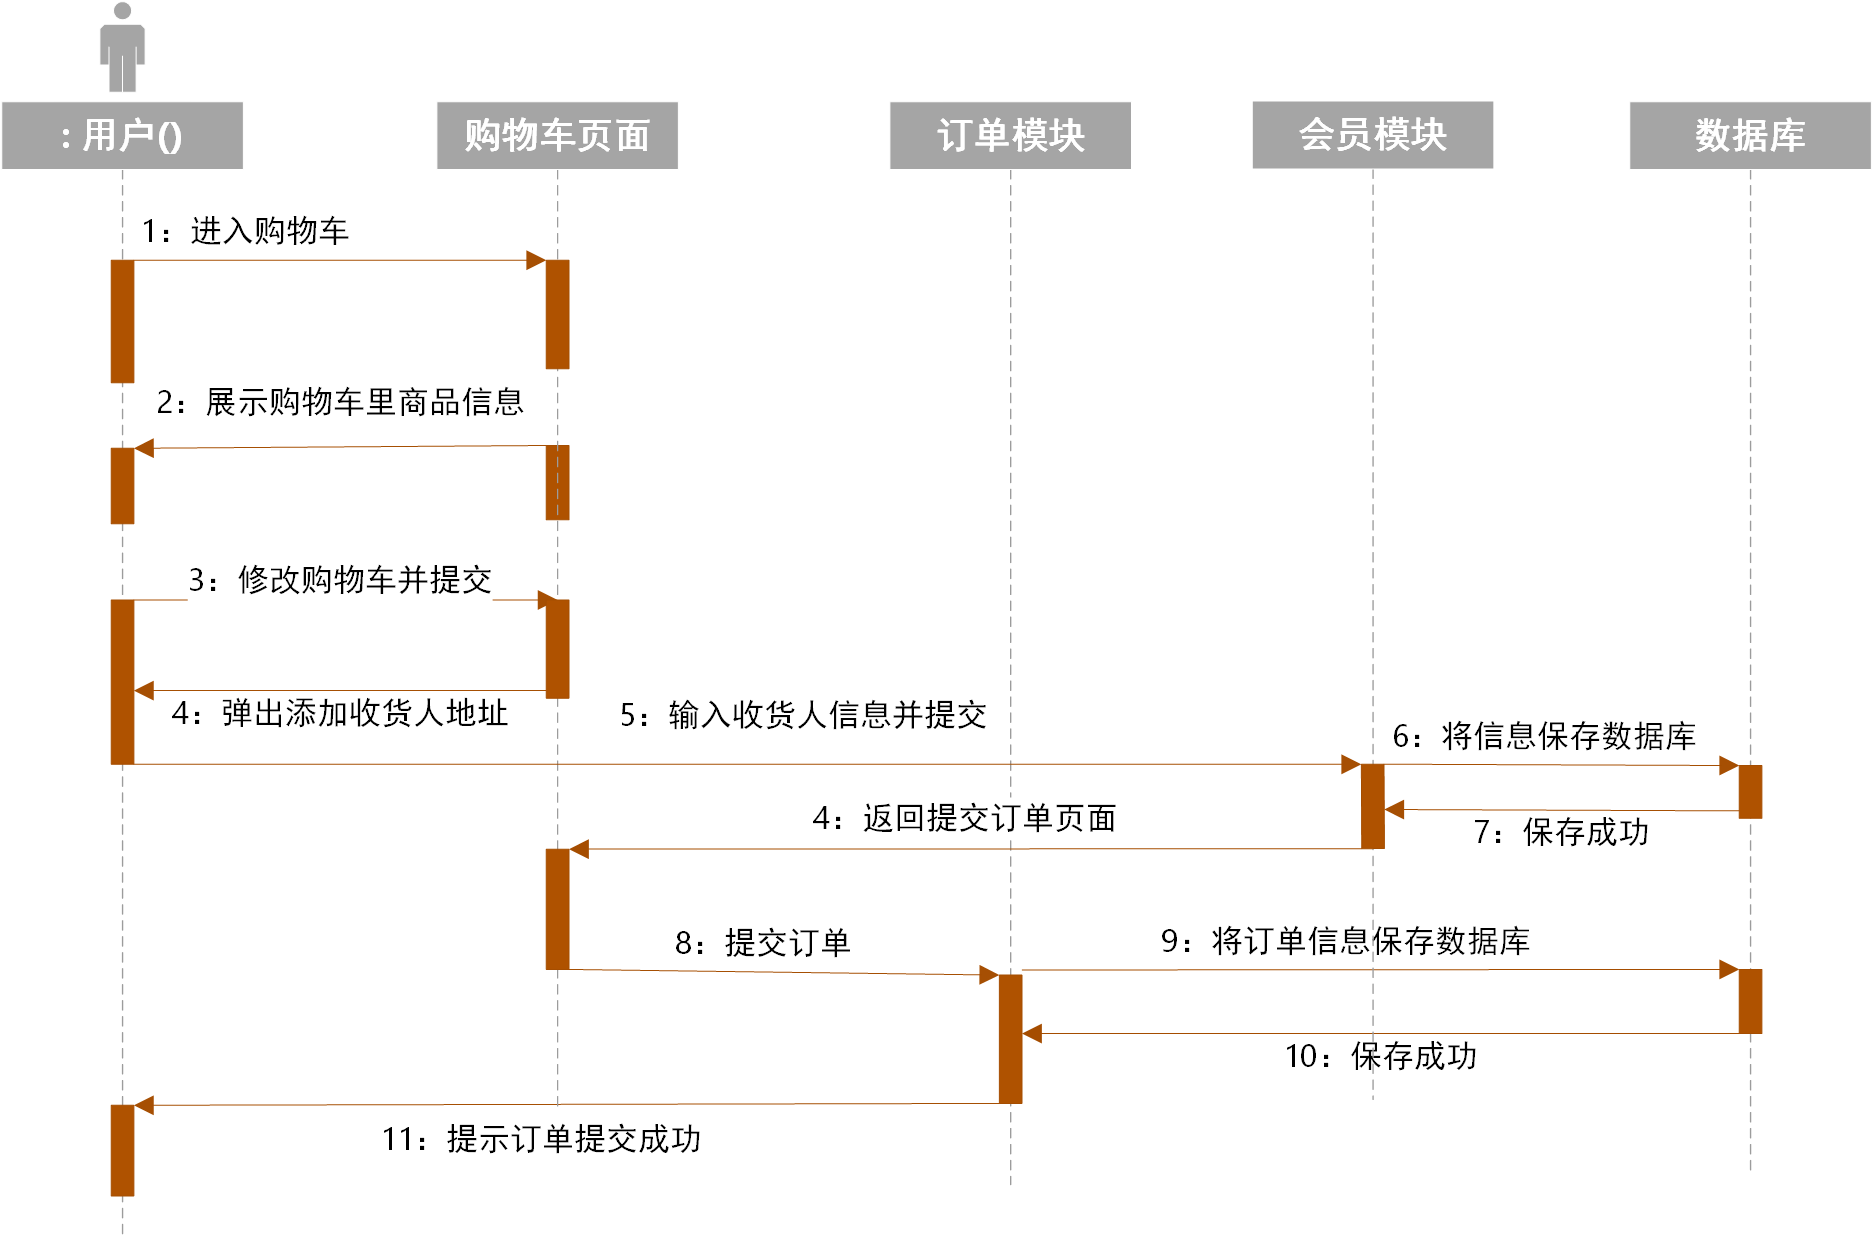 : 用户()
购物车页面
订单模块
会员模块
数据库
1：进入购物车
2：展示购物车里商品信息
3：修改购物车并提交
4：弹出添加收货人地址
5：输入收货人信息并提交
6：将信息保存数据库
4：返回提交订单页面
7：保存成功
8：提交订单
9：将订单信息保存数据库
10：保存成功
11：提示订单提交成功